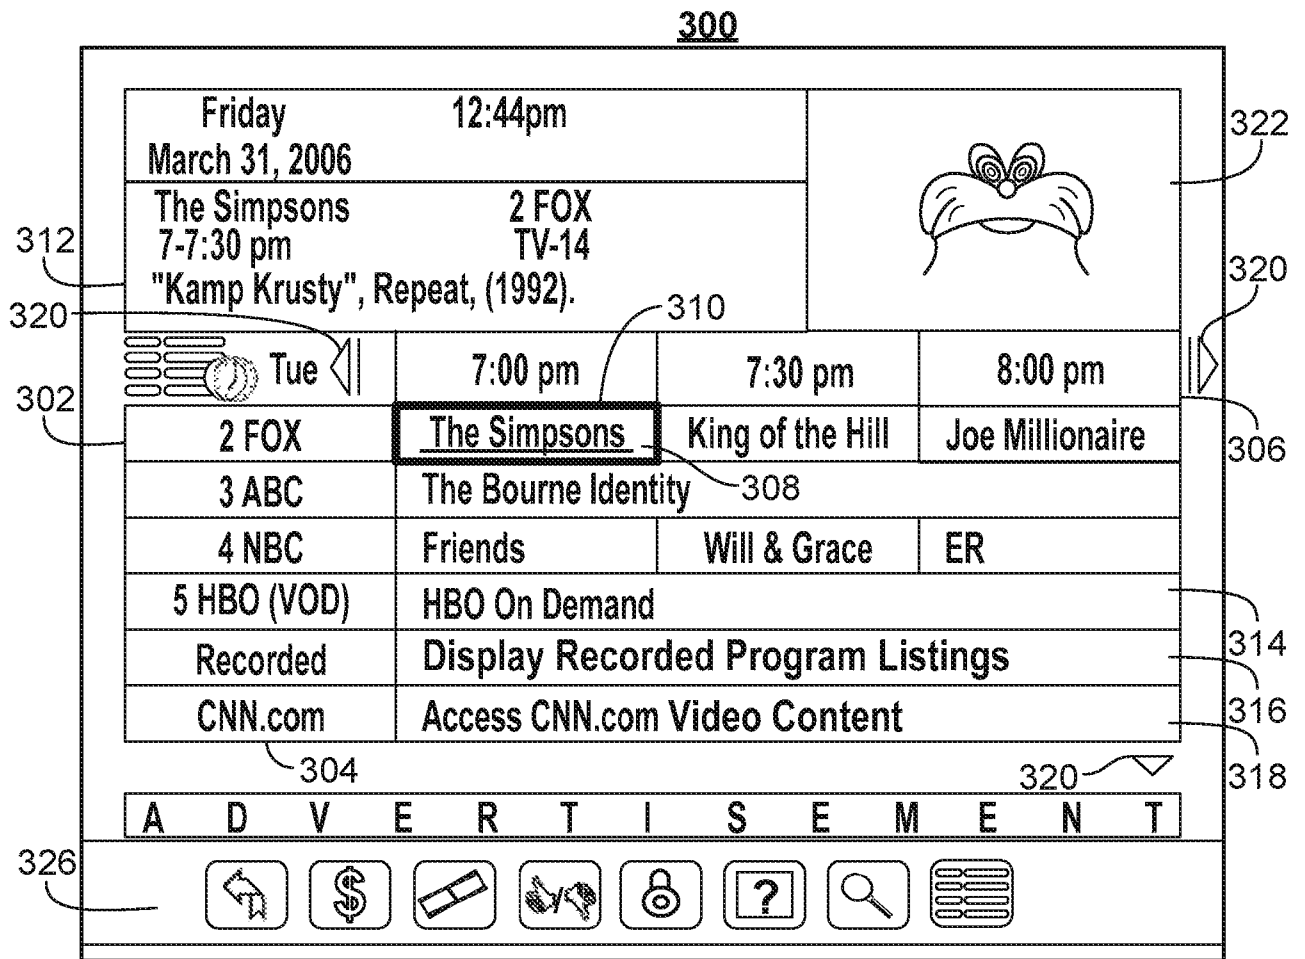 300
Friday 12:44pm
March 31, 2006
322
The Simpsons 2 FOX
312 7-7:30 pm TV-14
"Kamp Krusty", Repeat, (1992).
320 310 320
Tue 7:00 pm 7:30 pm 8:00 pm
302 2 FOX The Simpsons King of the Hill Joe Millionaire 306
3 ABC The Bourne Identity 308
4 NBC Friends Will & Grace ER
5 HBO (VOD) HBO On Demand 314
Recorded Display Recorded Program Listings 316
CNN.com Access CNN.com Video Content
304 320 318
A D V E R T I S E M E N T
326 $ / ?